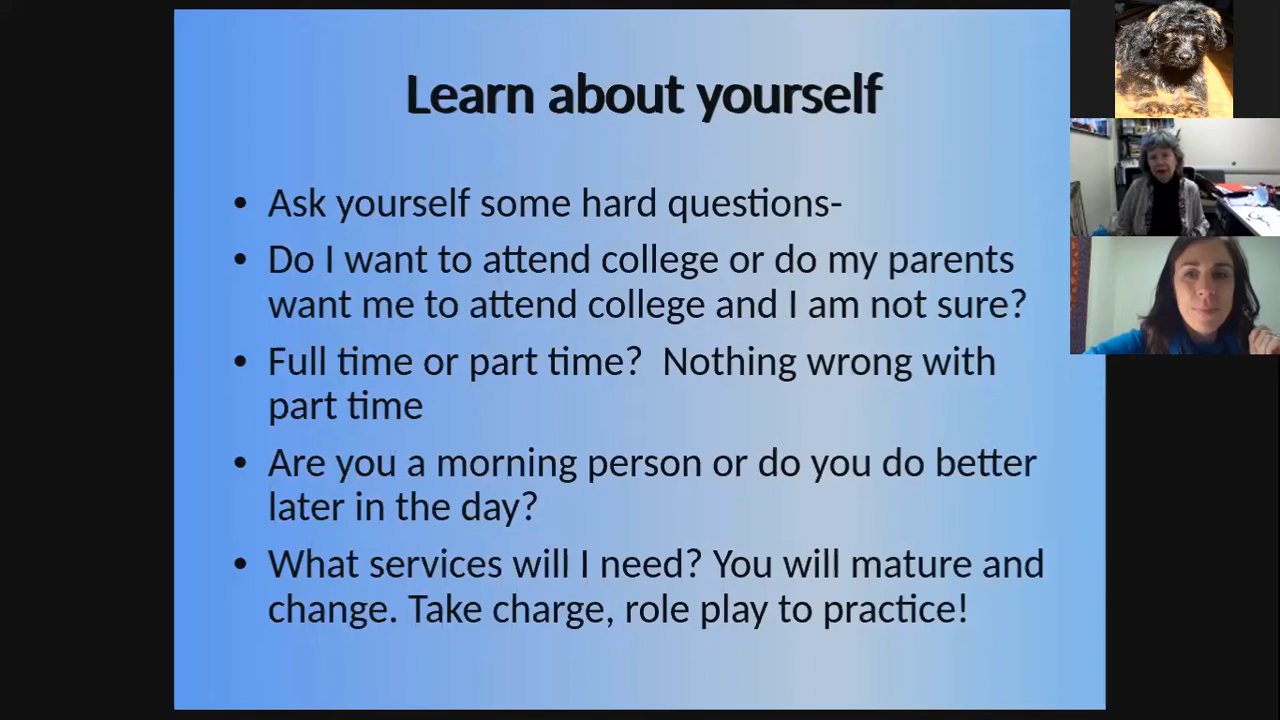 Learn about yourself
• Ask yourself some hard questions-
• Do I want to attend college or do my parents
want me to attend college and I am not sure?
• Full time or part time?  Nothing wrong with
part time
• Are you a morning person or do you do better
later in the day?
• What services will I need? You will mature and
change. Take charge, role play to practice!